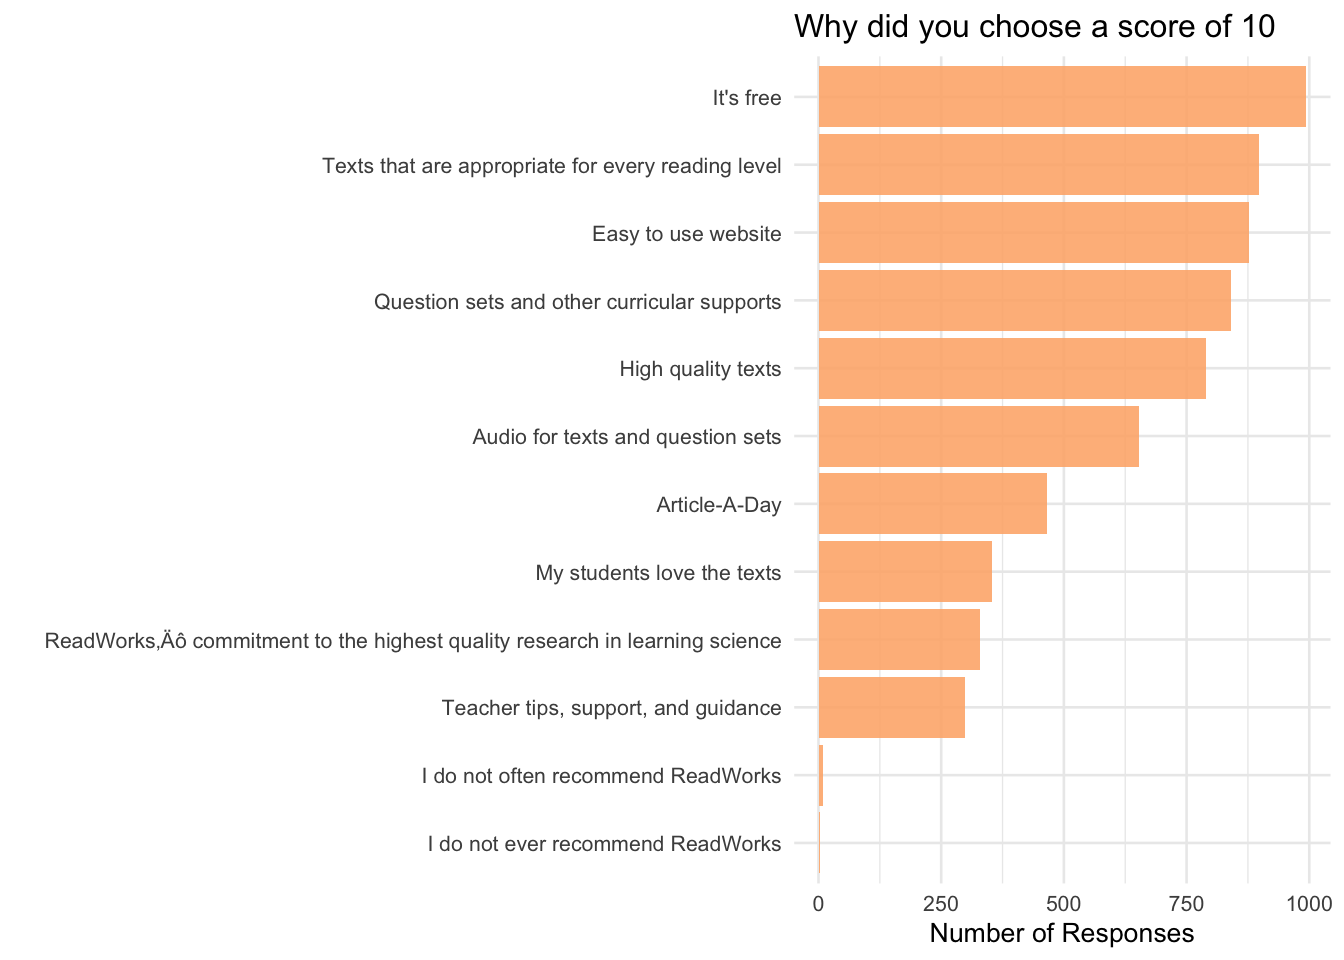 Why did you choose a score of 10
It's free
Texts that are appropriate for every reading level
Easy to use website
Question sets and other curricular supports
High quality texts
Audio for texts and question sets
Article-A-Day
My students love the texts
ReadWorks‚Äô commitment to the highest quality research in learning science
Teacher tips, support, and guidance
I do not often recommend ReadWorks
I do not ever recommend ReadWorks
0 250 500 750 1000
Number of Responses